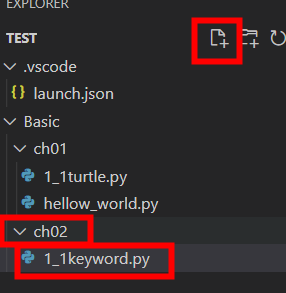 EXPLORER
TEST
.vscode
{} launch.json
Basic
ch01
1_1turtle.py
hellow_world.py
ch02
1_1keyword.py